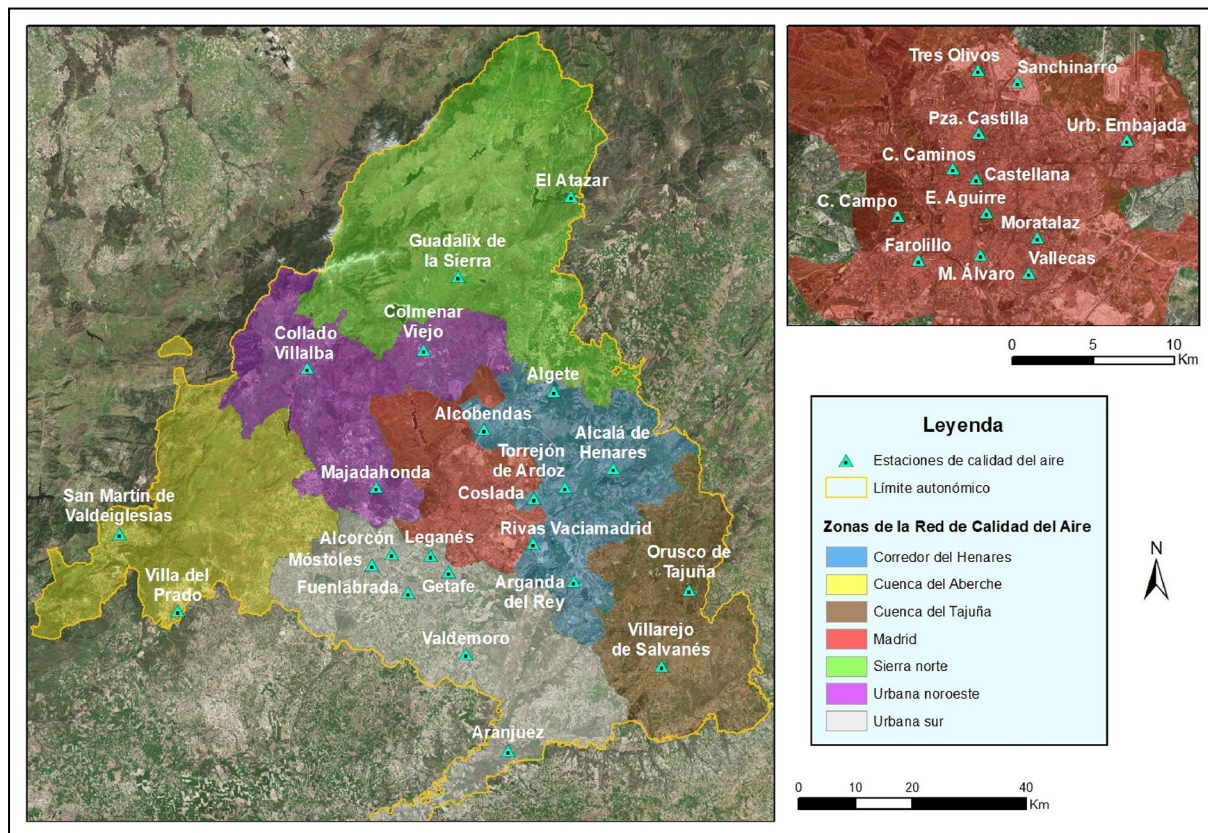 El Atazar
Guadalix de
la Sierra
Colmenar
Viejo
Collado
Villalba
Algete
Alcobendas
Alcalá de
Henares
Torrejón
de Ardoz
Majadahonda
Coslada
San Martín de
Valdeiglesias
Rivas Vaciamadrid
Alcorcón
Leganés
Móstoles
Orusco de
Tajuña
Villa del
Prado
Fuenlabrada
Getafe
Arganda
del Rey
Valdemoro
Villarejo
de Salvanés
Aranjuez
Tres Olivos
Sanchinarro
Pza. Castilla
Urb. Embajada
C. Caminos
Castellana
C. Campo
E. Aguirre
Moratalaz
Farolillo
Vallecas
M. Álvaro
0 5 10
Km
Leyenda
Estaciones de calidad del aire
Límite autonómico
Zonas de la Red de Calidad del Aire
Corredor del Henares
Cuenca del Aberche
Cuenca del Tajuña
Madrid
Sierra norte
Urbana noroeste
Urbana sur
N
0 10 20 40
Km